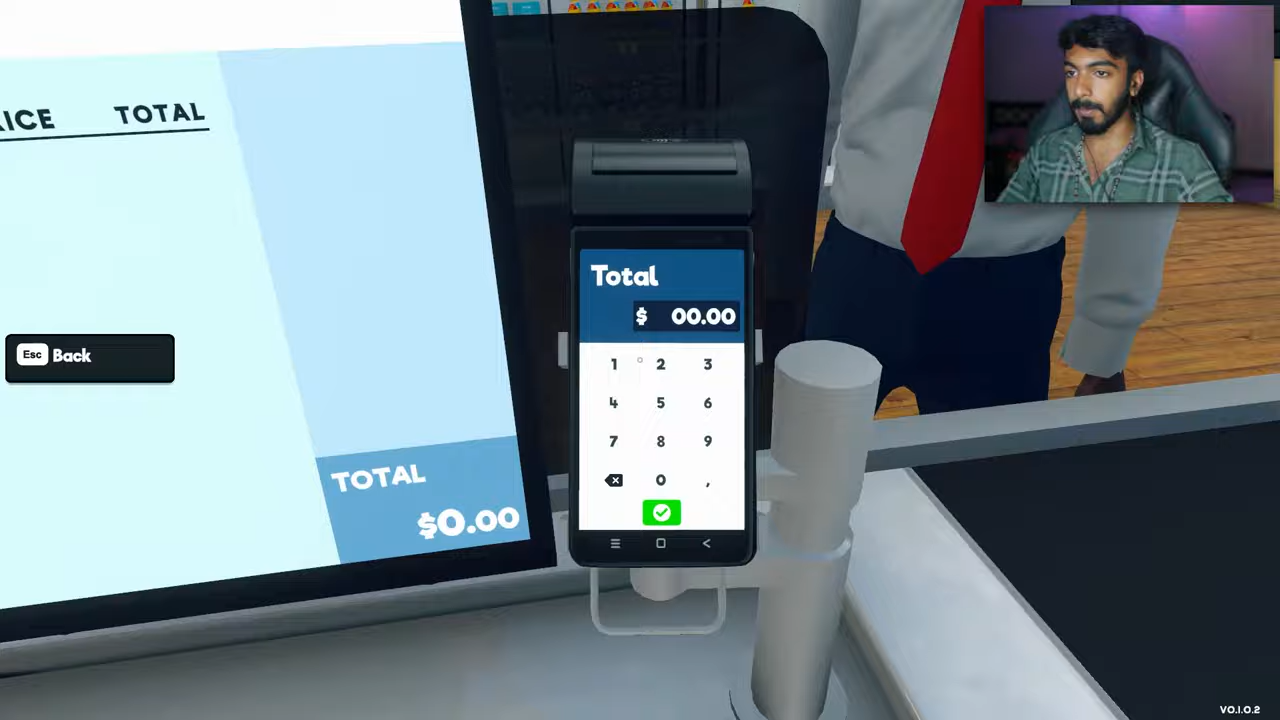 RICE TOTAL
Total
$ 00.00
1 2 3
4 5 6
7 8 9
0 ,
Esc Back
TOTAL
$0.00
V0.1.0.2